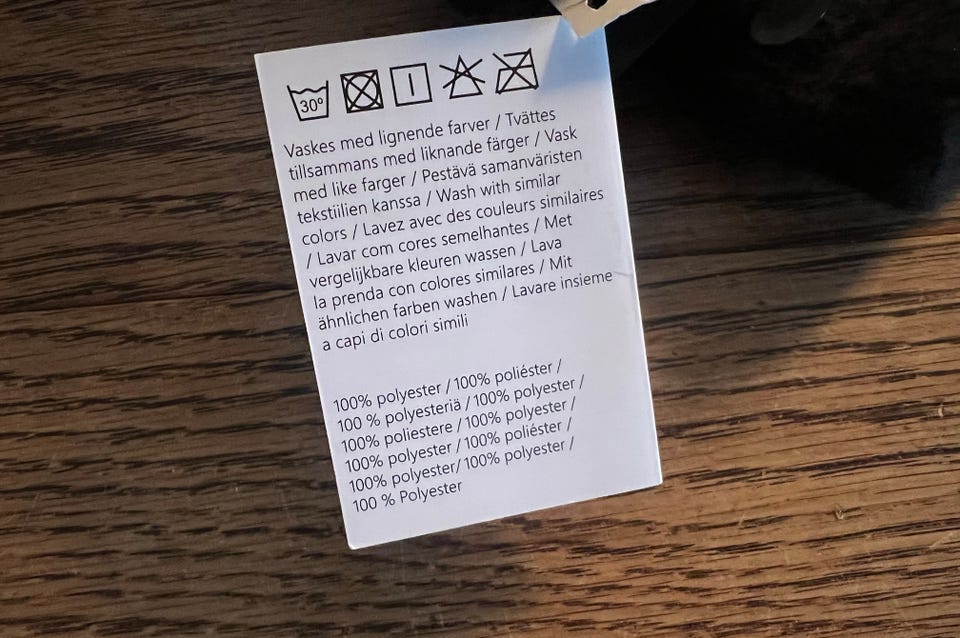 30°
Vaskes med lignende farver / Tvättes
tillsammans med liknande färger / Vask
med like farger / Pestävä samanväristen
tekstiilien kanssa / Wash with similar
colors / Lavez avec des couleurs similaires
/ Lavar com cores semelhantes / Met
vergelijkbare kleuren wassen / Lava
la prenda con colores similares / Mit
ähnlichen farben washen / Lavare insieme
a capi di colori simili
100% polyester / 100% poliéster /
100 % polyesteriä / 100% polyester /
100% poliestere / 100% polyester /
100% polyester / 100% poliéster /
100% polyester/ 100% polyester /
100 % Polyester